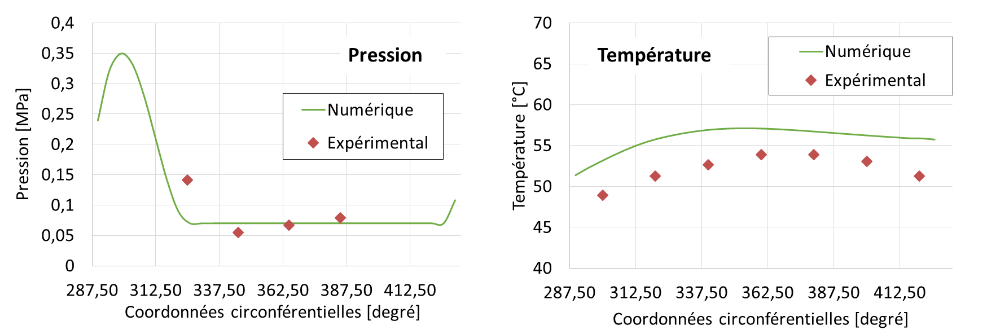 0,4
0,35
0,3
0,25
0,2
0,15
0,1
0,05
0
Pression [MPa]
Pression
Numérique
Expérimental
287,50 312,50 337,50 362,50 387,50 412,50
Coordonnées circonférentielles [degré]
70
65
60
55
50
45
40
Température [°C]
Température
Numérique
Expérimental
287,50 312,50 337,50 362,50 387,50 412,50
Coordonnées circonférentielles [degré]